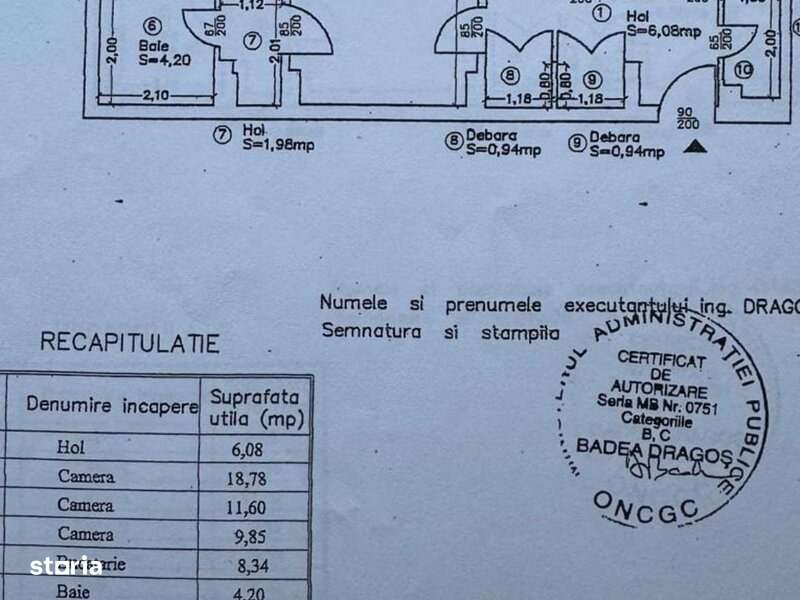 1,12
67
200
85
200
85
200
65
200
6
Baie
S=4,20
2,00
7
2,01
2,10
1
Hol
S=6,08mp
2,00
10
8
0,80
0,80
9
1,18
1,18
90
200
7 Hol
S=1,98mp
8 Debara
S=0,94mp
9 Debara
S=0,94mp
Numele si prenumele executantului ing.
Semnatura si stampila
RECAPITULATIE
Denumire incapere Suprafata utila (mp)
Hol 6,08
Camera 18,78
Camera 11,60
Camera 9,85
8,34
Baie 4,20
storia
ADMINISTRAȚIEI PUBLICE
CERTIFICAT
DE
AUTORIZARE
Seria MB Nr. 0751
Categoriile
B, C
BADEA DRAGOȘ
ONCGC